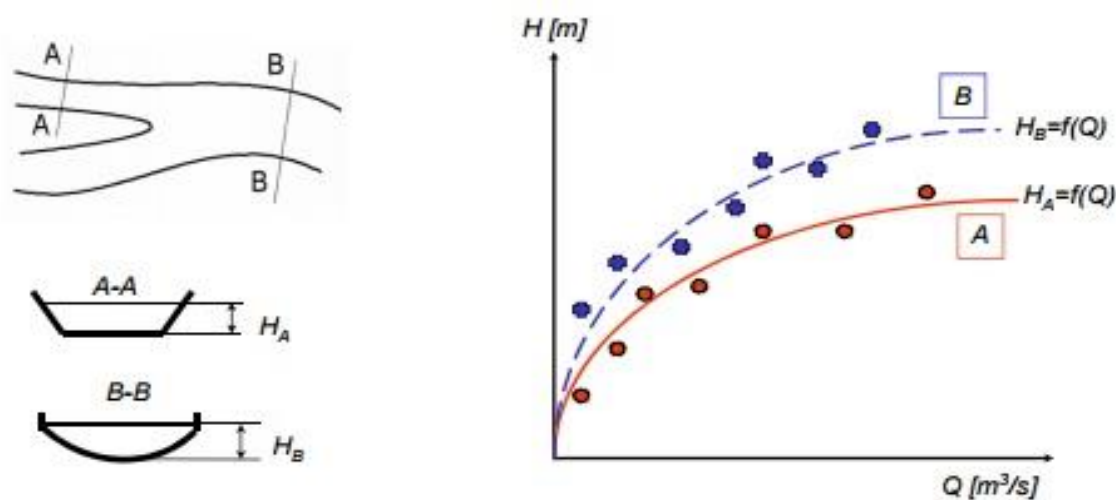 A
B
A
B
A-A
H_A
B-B
H_B
H [m]
B
H_B=f(Q)
H_A=f(Q)
A
Q [m³/s]